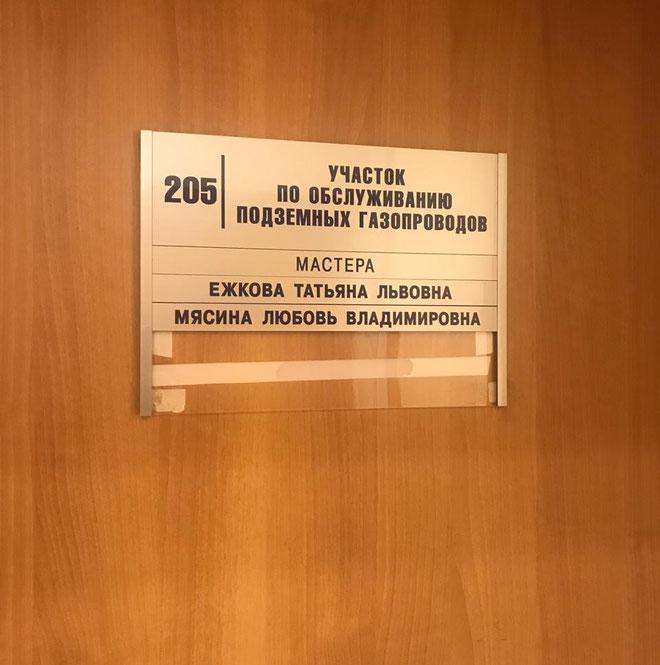 205
УЧАСТОК
ПО ОБСЛУЖИВАНИЮ
ПОДЗЕМНЫХ ГАЗОПРОВОДОВ
МАСТЕРА
ЕЖКОВА ТАТЬЯНА ЛЬВОВНА
МЯСИНА ЛЮБОВЬ ВЛАДИМИРОВНА